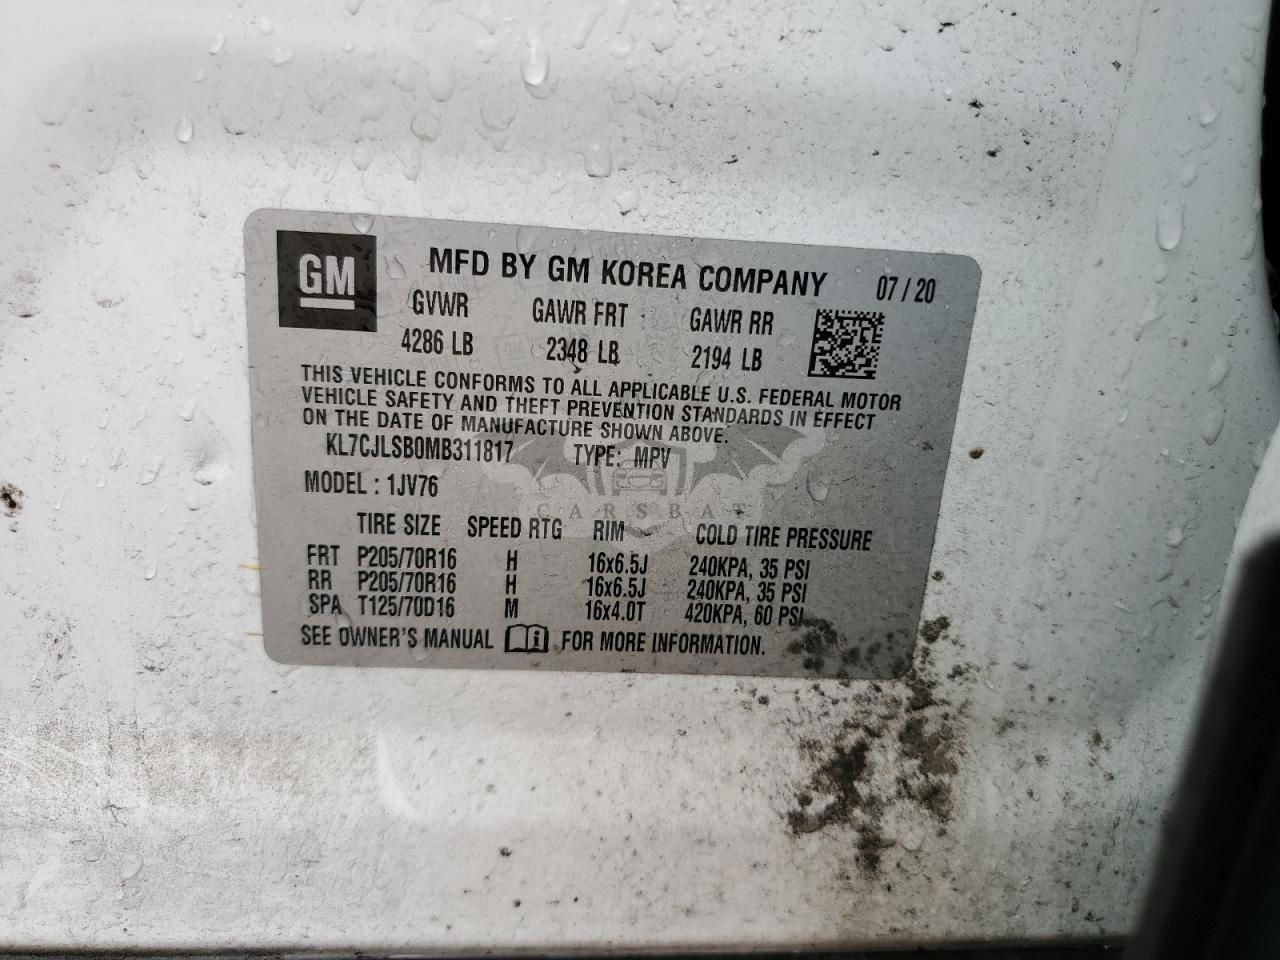 GM
MFD BY GM KOREA COMPANY 07 / 20
GVWR GAWR FRT GAWR RR
4286 LB 2348 LB 2194 LB
THIS VEHICLE CONFORMS TO ALL APPLICABLE U.S. FEDERAL MOTOR
VEHICLE SAFETY AND THEFT PREVENTION STANDARDS IN EFFECT
ON THE DATE OF MANUFACTURE SHOWN ABOVE.
KL7CJLSB0MB311817 TYPE: MPV
MODEL : 1JV76
CARSBAT
TIRE SIZE SPEED RTG RIM COLD TIRE PRESSURE
FRT P205/70R16 H 16x6.5J 240KPA, 35 PSI
RR P205/70R16 H 16x6.5J 240KPA, 35 PSI
SPA T125/70D16 M 16x4.0T 420KPA, 60 PSI
SEE OWNER'S MANUAL FOR MORE INFORMATION.